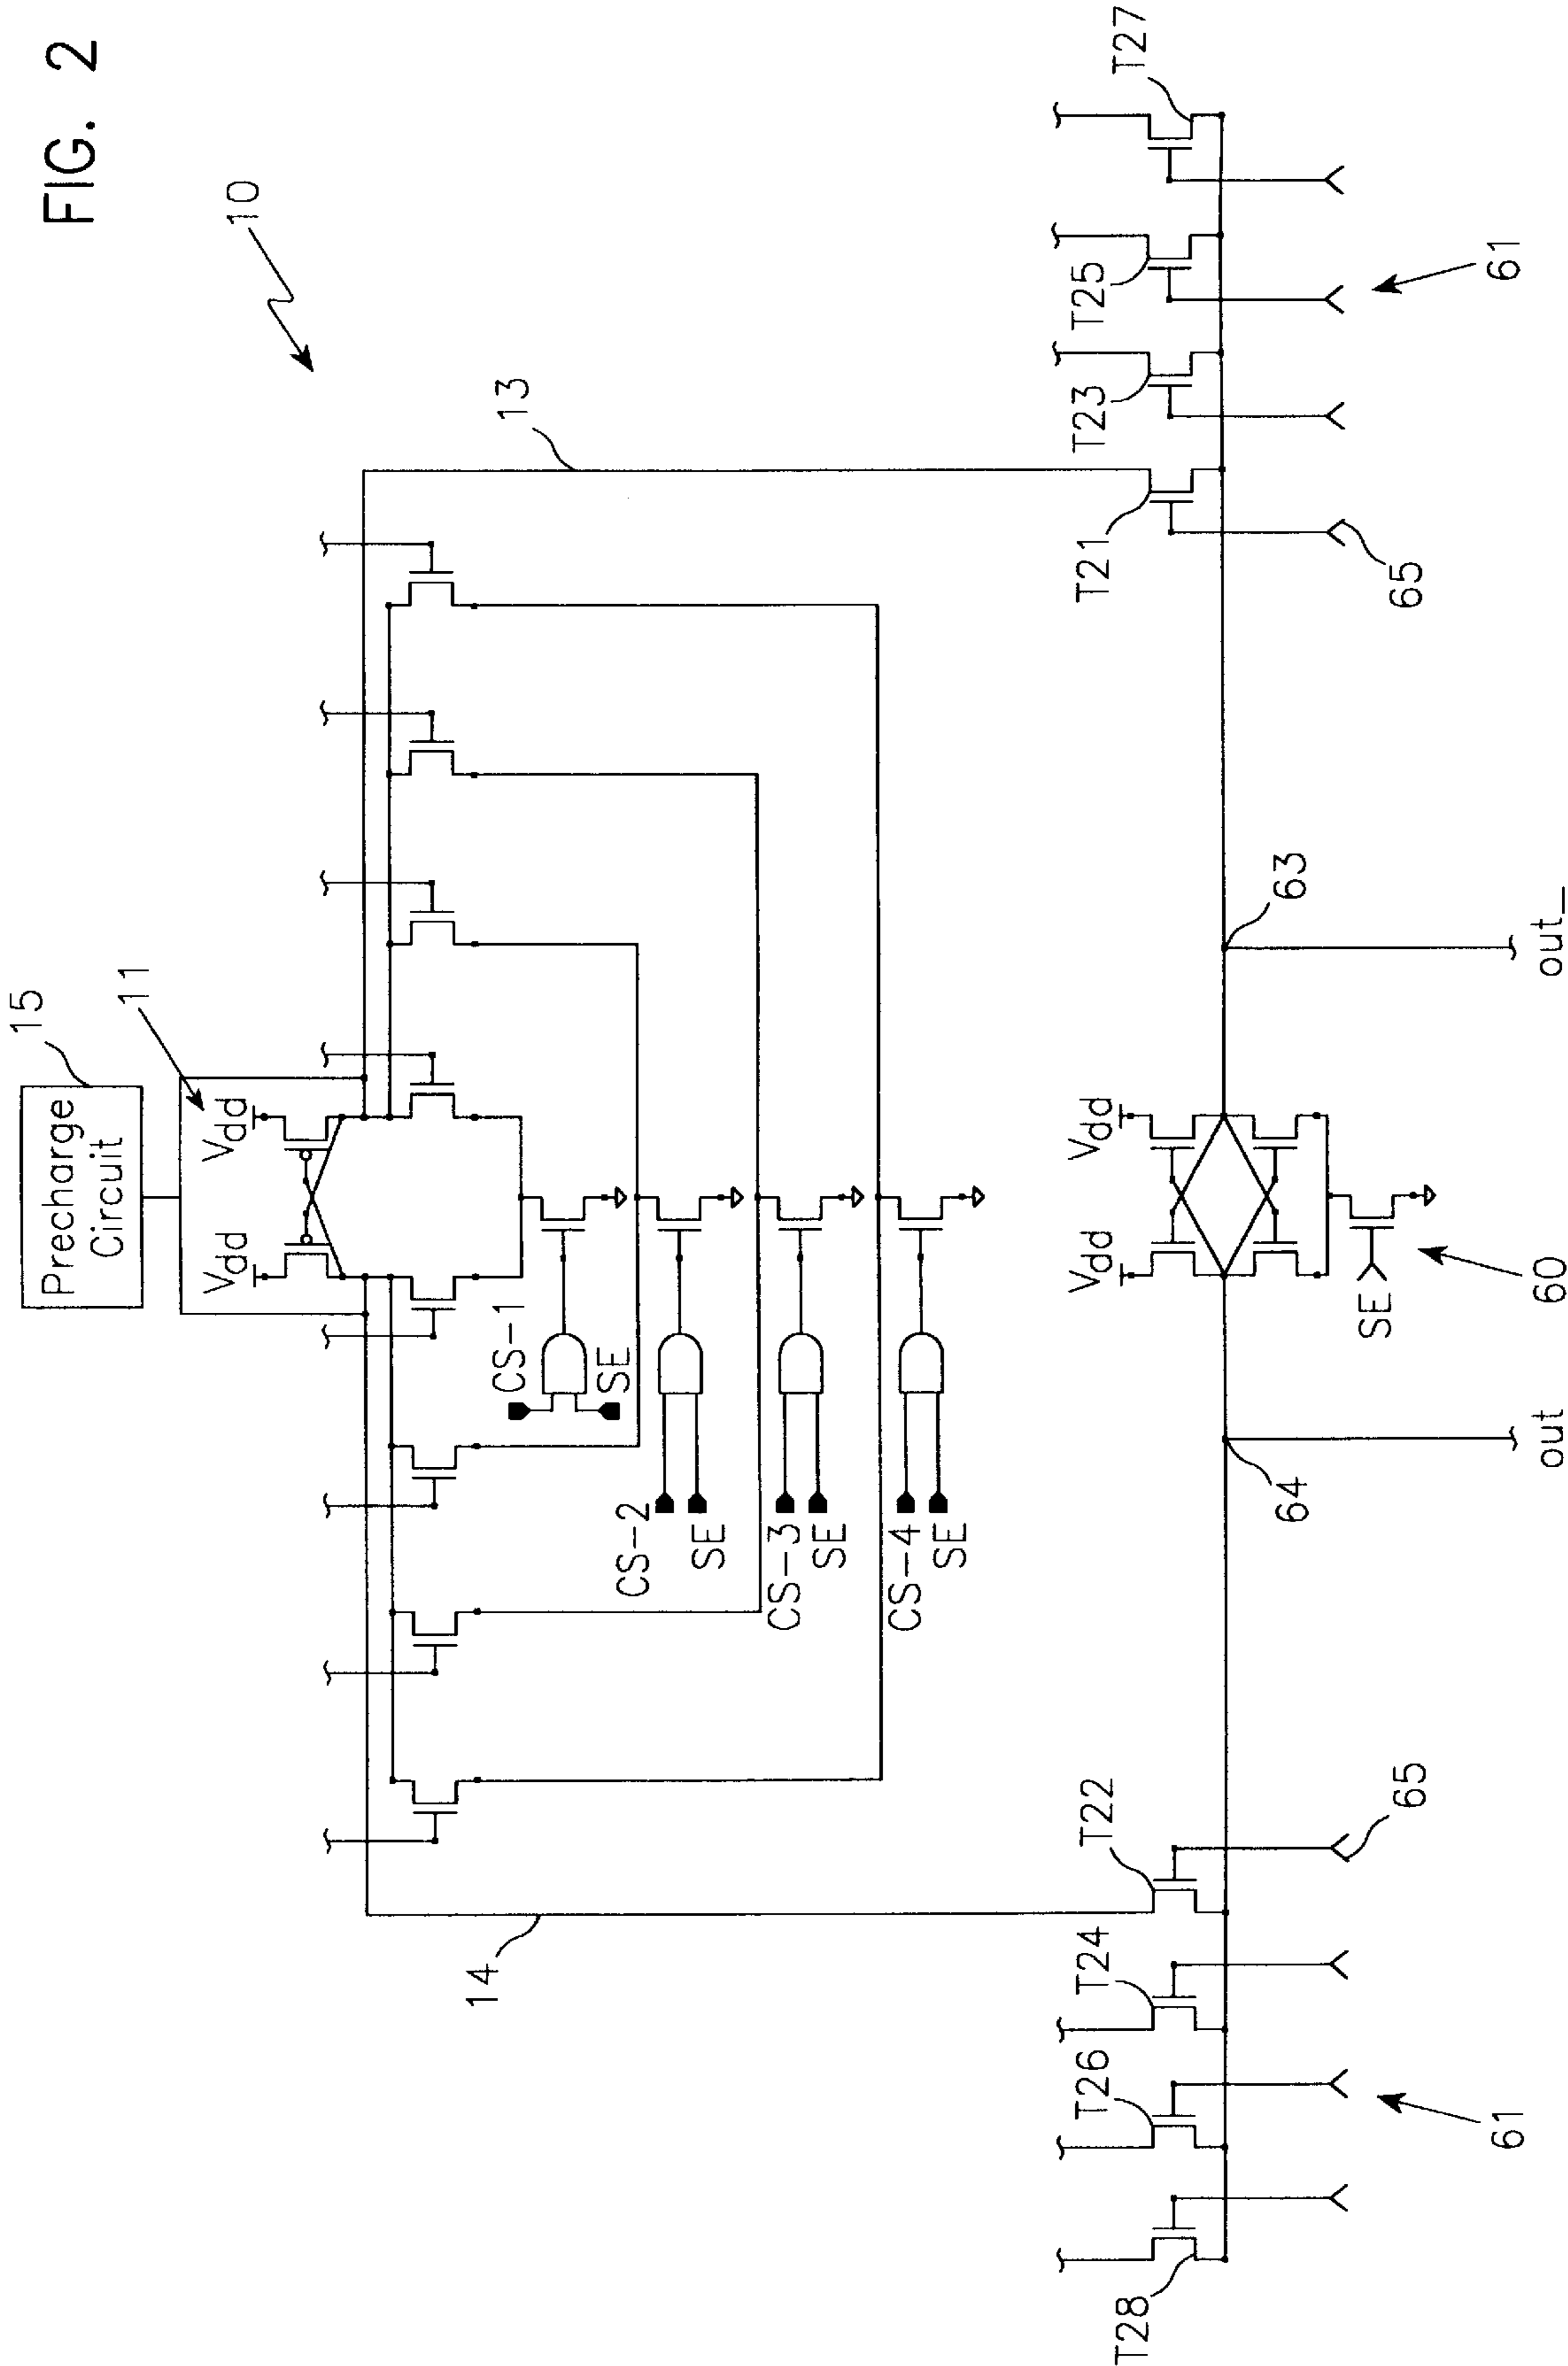 FIG. 2
10
15
Precharge
Circuit
11
Vdd
Vdd
13
14
CS-1
SE
CS-2
SE
CS-3
SE
CS-4
SE
T28
T26
T24
T22
T21
T23
T25
T27
65
65
61
61
Vdd
Vdd
64
63
SE
60
out
out_